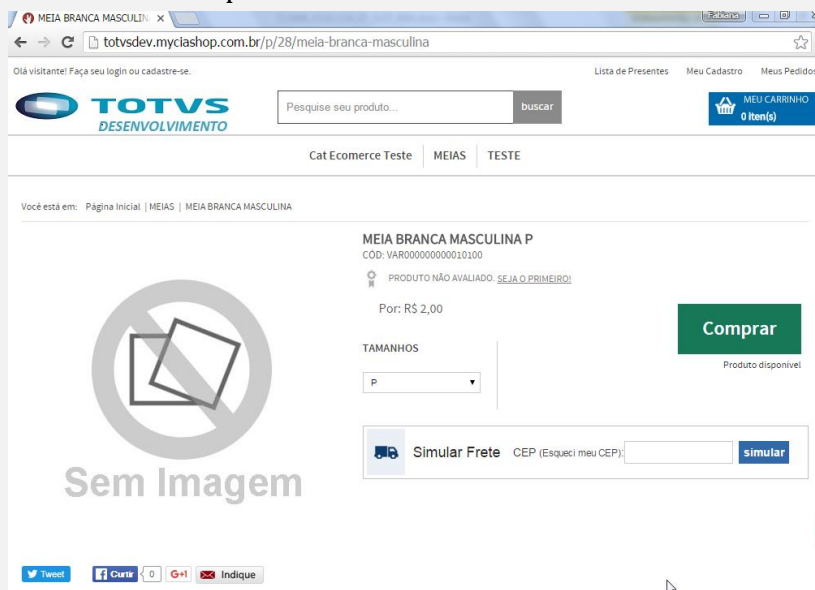 MEIA BRANCA MASCULIN
Fabiana
totvsdev.myciashop.com.br/p/28/meia-branca-masculina
Olá visitante! Faça seu login ou cadastre-se.
Lista de Presentes Meu Cadastro Meus Pedidos
TOTVS
DESENVOLVIMENTO
Pesquise seu produto...
buscar
MEU CARRINHO
0 iten(s)
Cat Ecomerce Teste MEIAS TESTE
Você está em: Página Inicial | MEIAS | MEIA BRANCA MASCULINA
MEIA BRANCA MASCULINA P
CÓD: VAR000000000010100
PRODUTO NÃO AVALIADO. SEJA O PRIMEIRO!
Por: R$ 2,00
Comprar
Produto disponível
TAMANHOS
P
Simular Frete CEP (Esqueci meu CEP): simular
Sem Imagem
Tweet Curtir 0 G+1 Indique